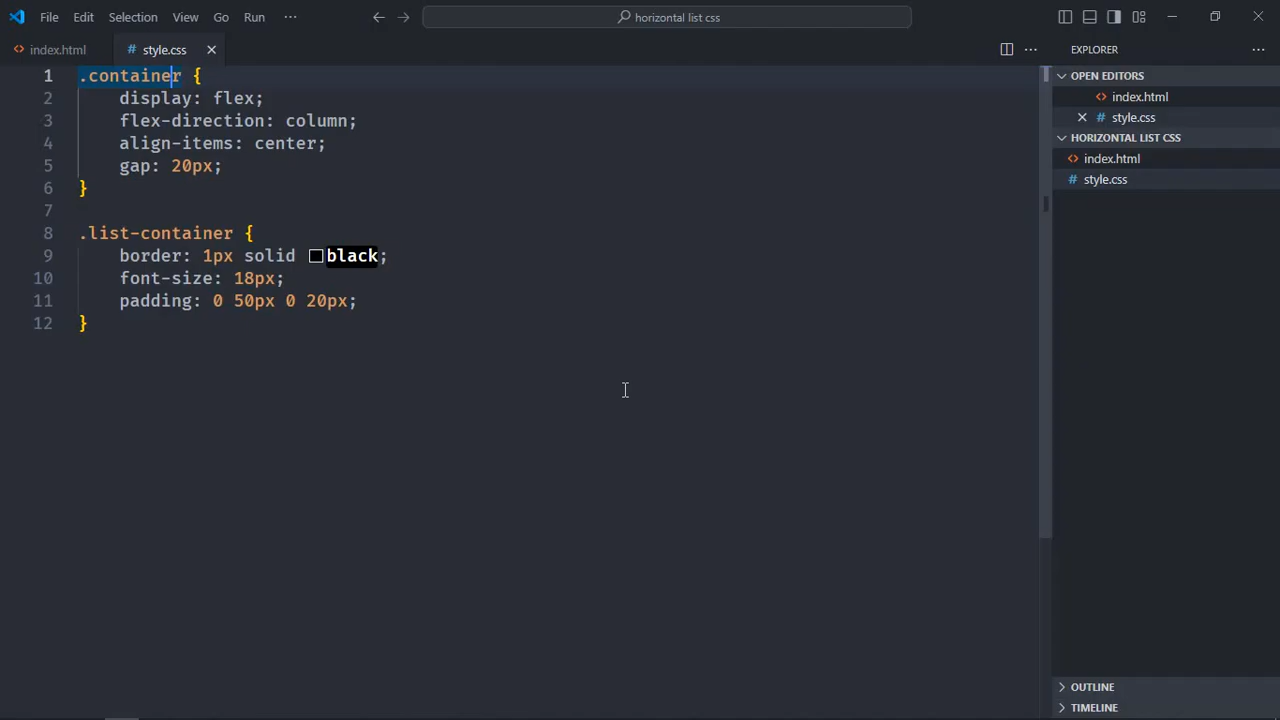 File Edit Selection View Go Run ··· horizontal list css
index.html style.css EXPLORER
OPEN EDITORS
index.html
style.css
HORIZONTAL LIST CSS
index.html
style.css
1 .container {
2 display: flex;
3 flex-direction: column;
4 align-items: center;
5 gap: 20px;
6 }
7
8 .list-container {
9 border: 1px solid black;
10 font-size: 18px;
11 padding: 0 50px 0 20px;
12 }
OUTLINE
TIMELINE